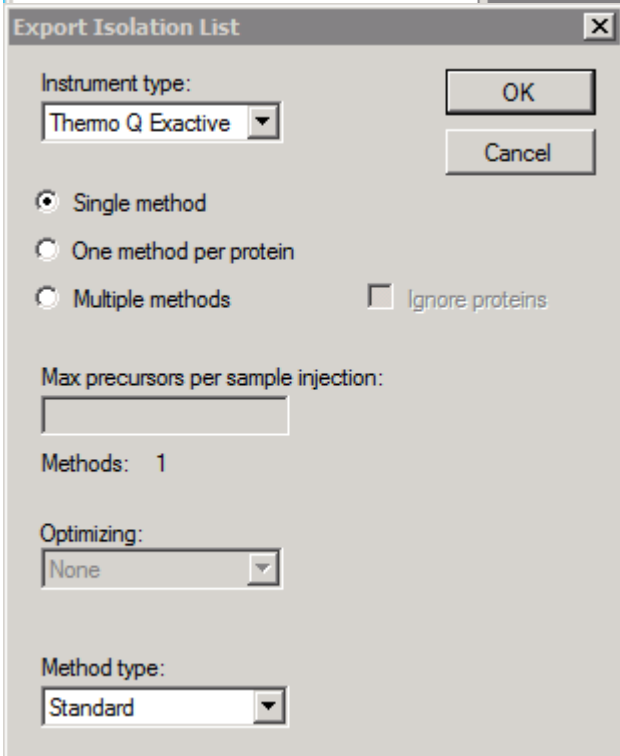 Export Isolation List
Instrument type:
Thermo Q Exactive
OK
Cancel
Single method
One method per protein
Multiple methods
Ignore proteins
Max precursors per sample injection:
Methods: 1
Optimizing:
None
Method type:
Standard